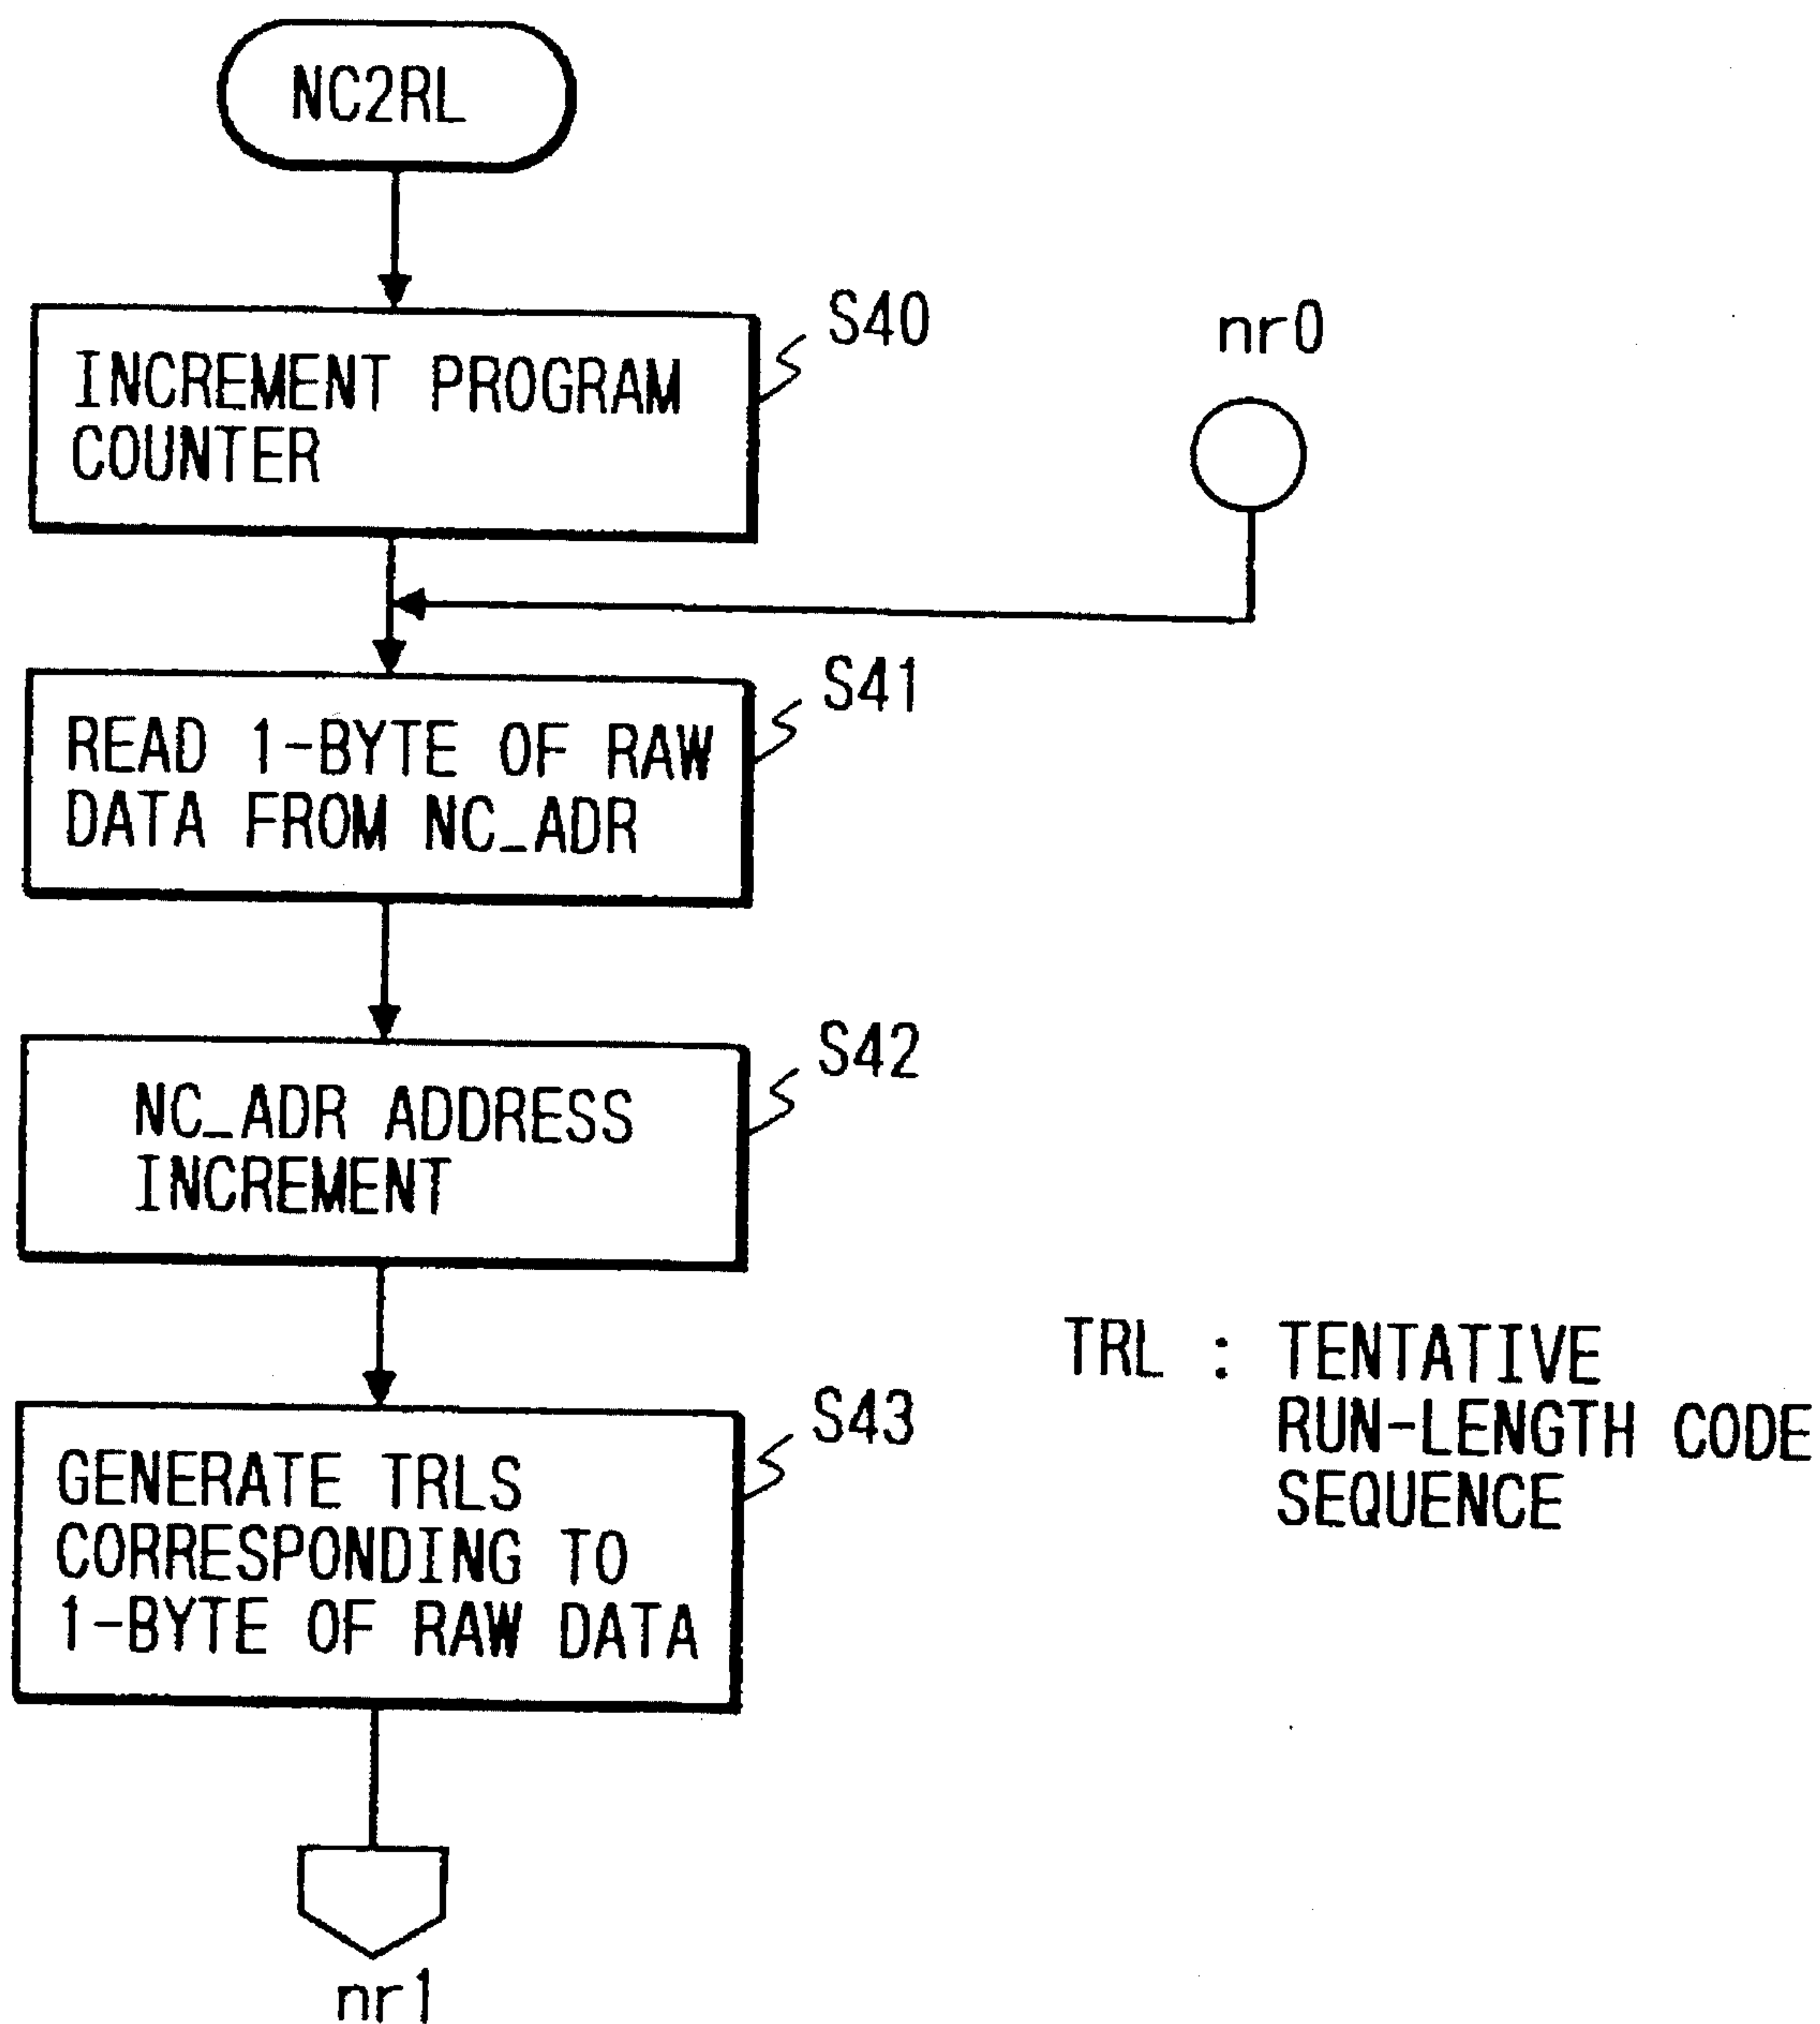 NC2RL
S40
INCREMENT PROGRAM
COUNTER
nr0
S41
READ 1-BYTE OF RAW
DATA FROM NC_ADR
S42
NC_ADR ADDRESS
INCREMENT
S43
GENERATE TRLS
CORRESPONDING TO
1-BYTE OF RAW DATA
TRL : TENTATIVE
RUN-LENGTH CODE
SEQUENCE
nr1